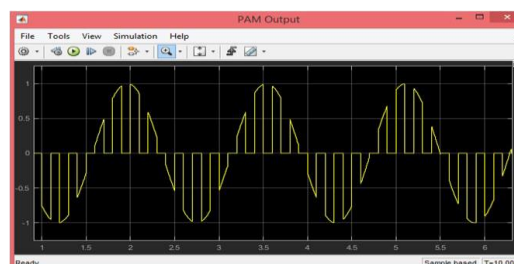 PAM Output
File Tools View Simulation Help
1
0.5
0
-0.5
-1
1 1.5 2 2.5 3 3.5 4 4.5 5 5.5 6
Ready Sample based T=10.00